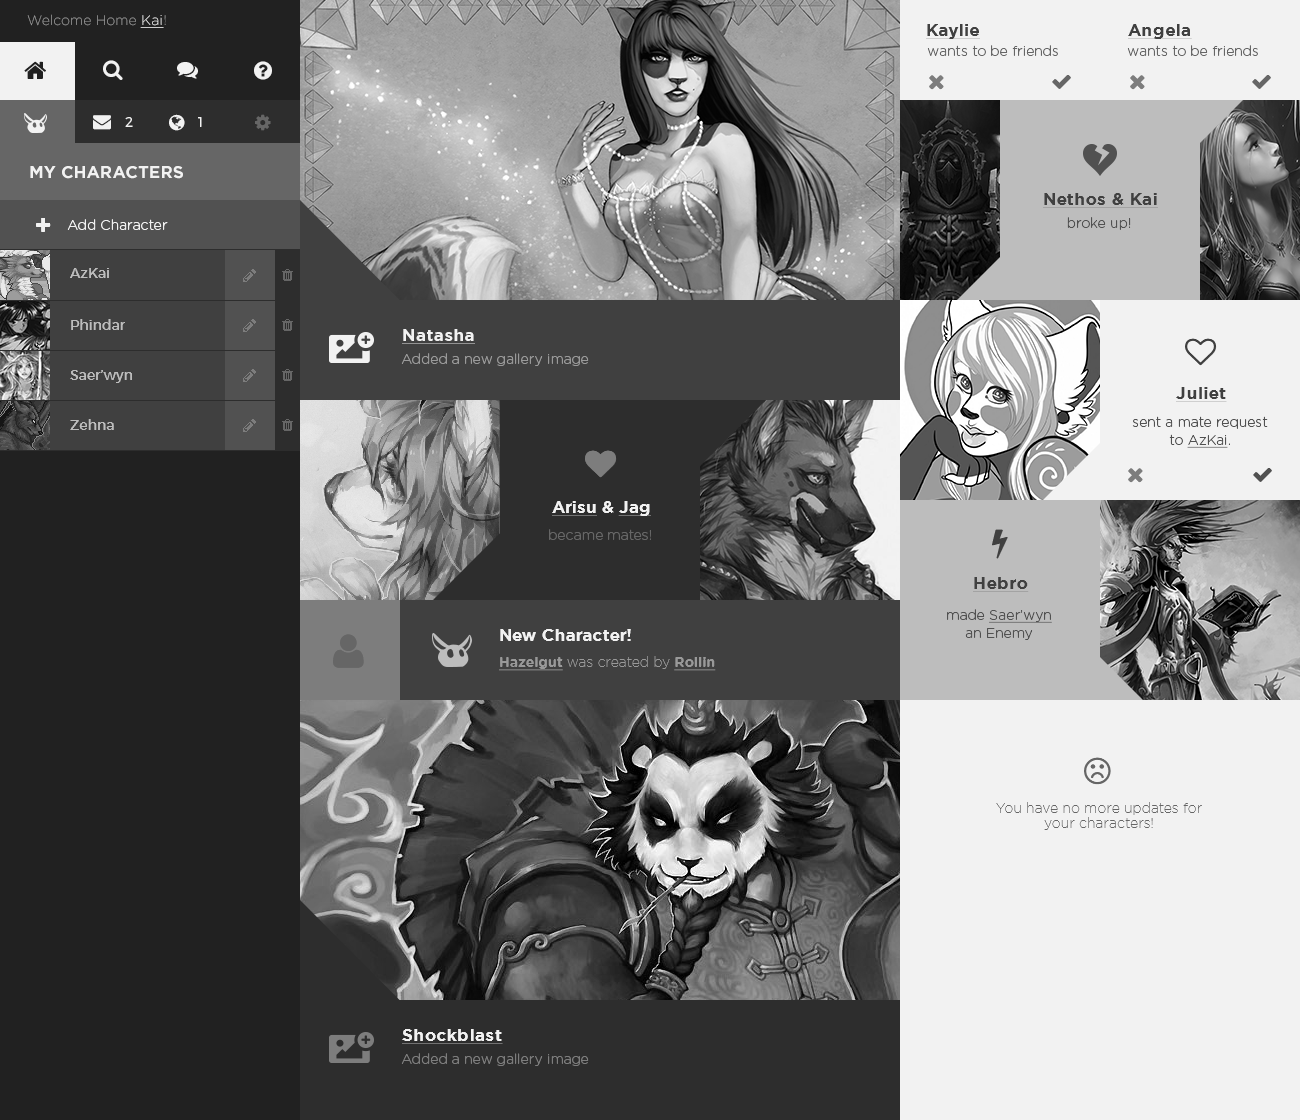 Welcome Home Kai!
2
1
MY CHARACTERS
Add Character
AzKai
Phindar
Saer'wyn
Zehna
Natasha
Added a new gallery image
Arisu & Jag
became mates!
New Character!
Hazelgut was created by Rollin
Shockblast
Added a new gallery image
Kaylie
wants to be friends
Angela
wants to be friends
Nethos & Kai
broke up!
Juliet
sent a mate request
to AzKai.
Hebro
made Saer'wyn
an Enemy
You have no more updates for
your characters!